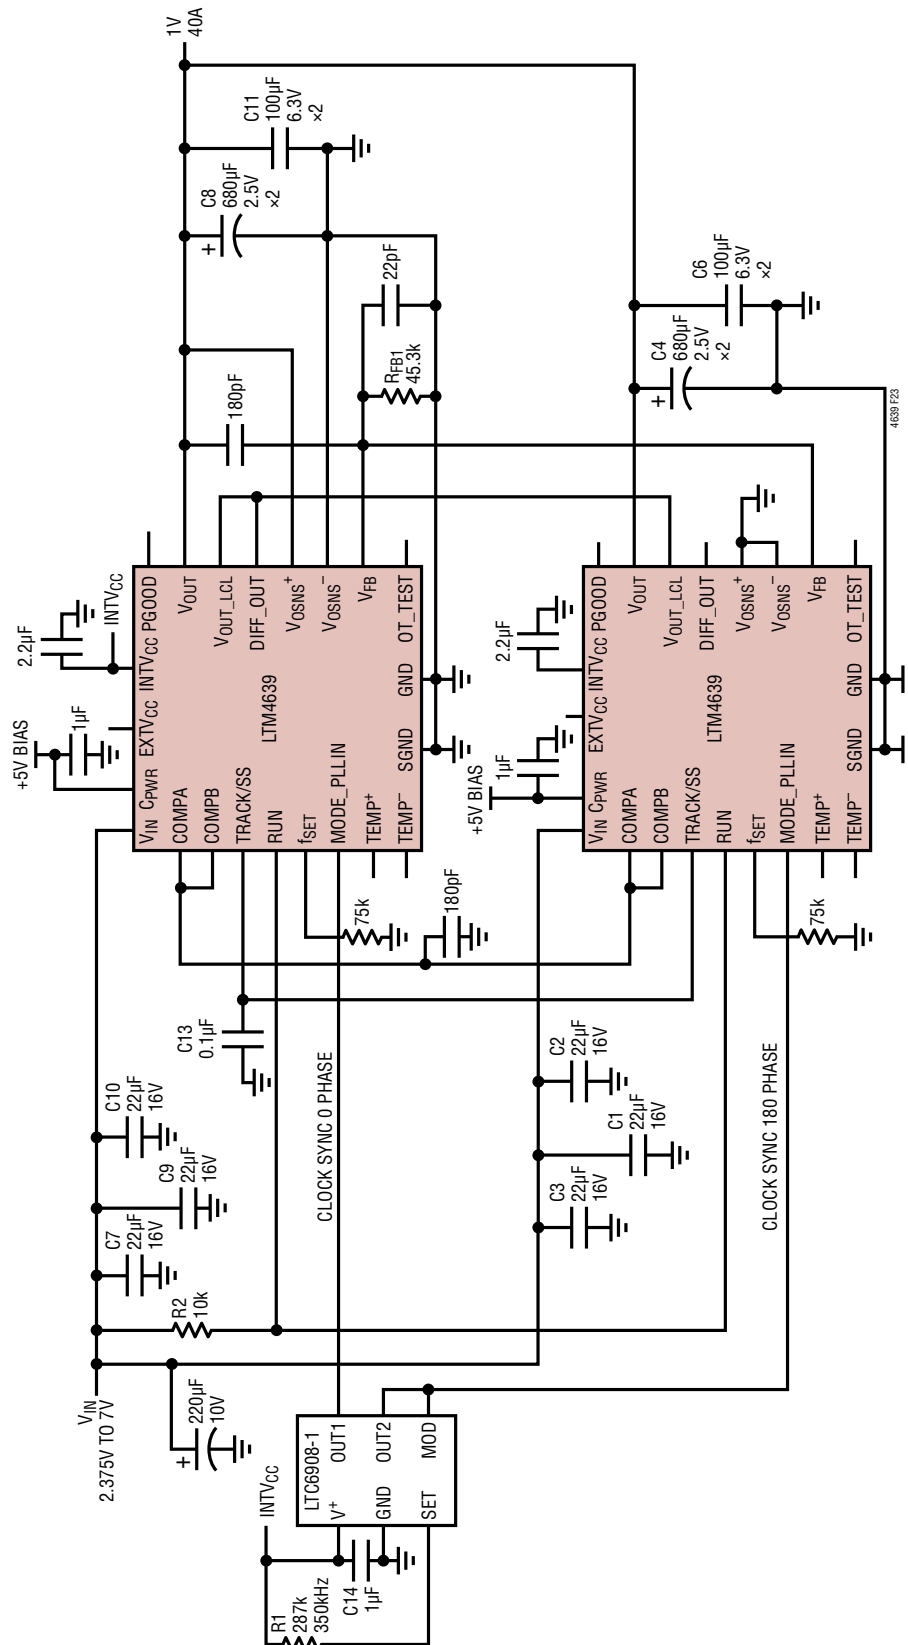 V_IN
2.375V TO 7V
220µF
10V
+
R2
10k
C7
22µF
16V
C9
22µF
16V
C10
22µF
16V
+5V BIAS
1µF
2.2µF
INTVCC
V_IN
CPWR
EXTVCC
INTVCC
PGOOD
COMPA
COMPB
TRACK/SS
RUN
fSET
MODE_PLLIN
TEMP+
TEMP–
LTM4639
VOUT
VOUT_LCL
DIFF_OUT
VOSNS+
VOSNS–
VFB
OT_TEST
SGND
GND
C13
0.1µF
75k
180pF
CLOCK SYNC 0 PHASE
180pF
RFB1
45.3k
22pF
+
C8
680µF
2.5V
×2
C11
100µF
6.3V
×2
1V
40A
INTVCC
LTC6908-1
V+
GND
SET
OUT1
OUT2
MOD
R1
287k
350kHz
C14
1µF
C3
22µF
16V
C1
22µF
16V
C2
22µF
16V
+5V BIAS
1µF
2.2µF
VIN
CPWR
EXTVCC
INTVCC
PGOOD
COMPA
COMPB
TRACK/SS
RUN
fSET
MODE_PLLIN
TEMP+
TEMP–
LTM4639
VOUT
VOUT_LCL
DIFF_OUT
VOSNS+
VOSNS–
VFB
OT_TEST
SGND
GND
75k
CLOCK SYNC 180 PHASE
+
C4
680µF
2.5V
×2
C6
100µF
6.3V
×2
4639 F23